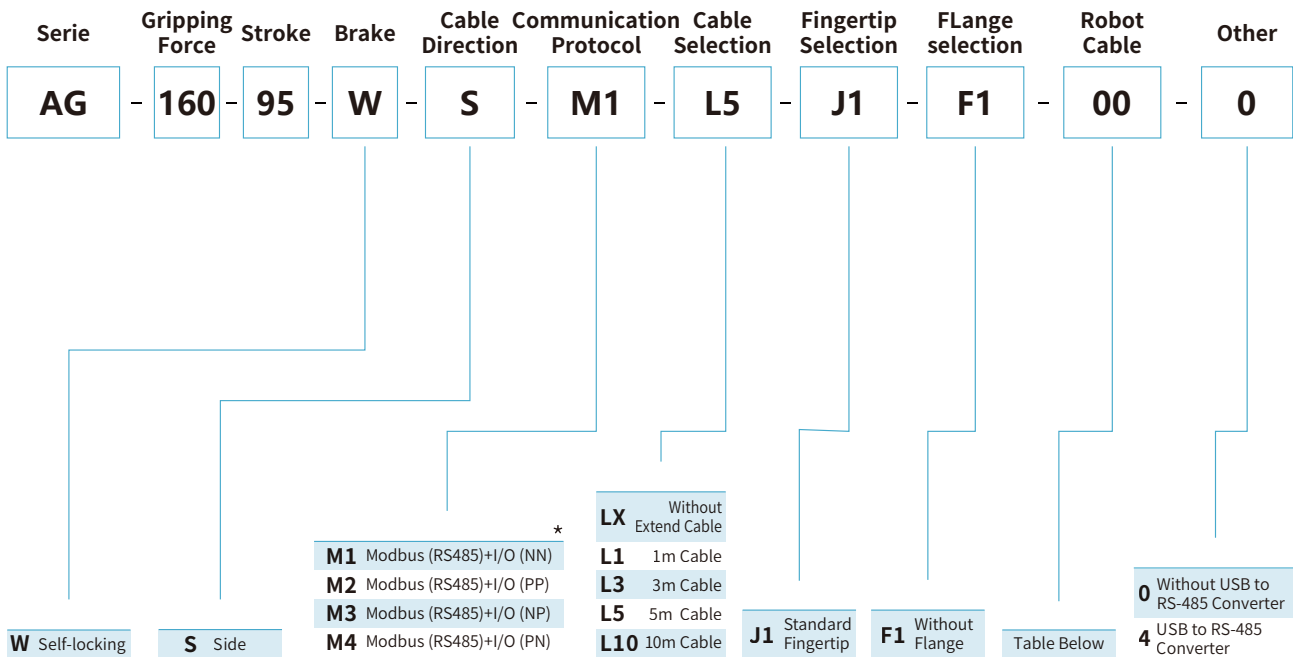 Serie
Gripping
Force
Stroke
Brake
Cable
Direction
Communication
Protocol
Cable
Selection
Fingertip
Selection
FLange
selection
Robot
Cable
Other
AG - 160 - 95 - W - S - M1 - L5 - J1 - F1 - 00 - 0
W Self-locking
S Side
*
M1 Modbus (RS485)+I/O (NN)
M2 Modbus (RS485)+I/O (PP)
M3 Modbus (RS485)+I/O (NP)
M4 Modbus (RS485)+I/O (PN)
LX Without
Extend Cable
L1 1m Cable
L3 3m Cable
L5 5m Cable
L10 10m Cable
J1 Standard
Fingertip
F1 Without
Flange
Table Below
0 Without USB to
RS-485 Converter
4 USB to RS-485
Converter